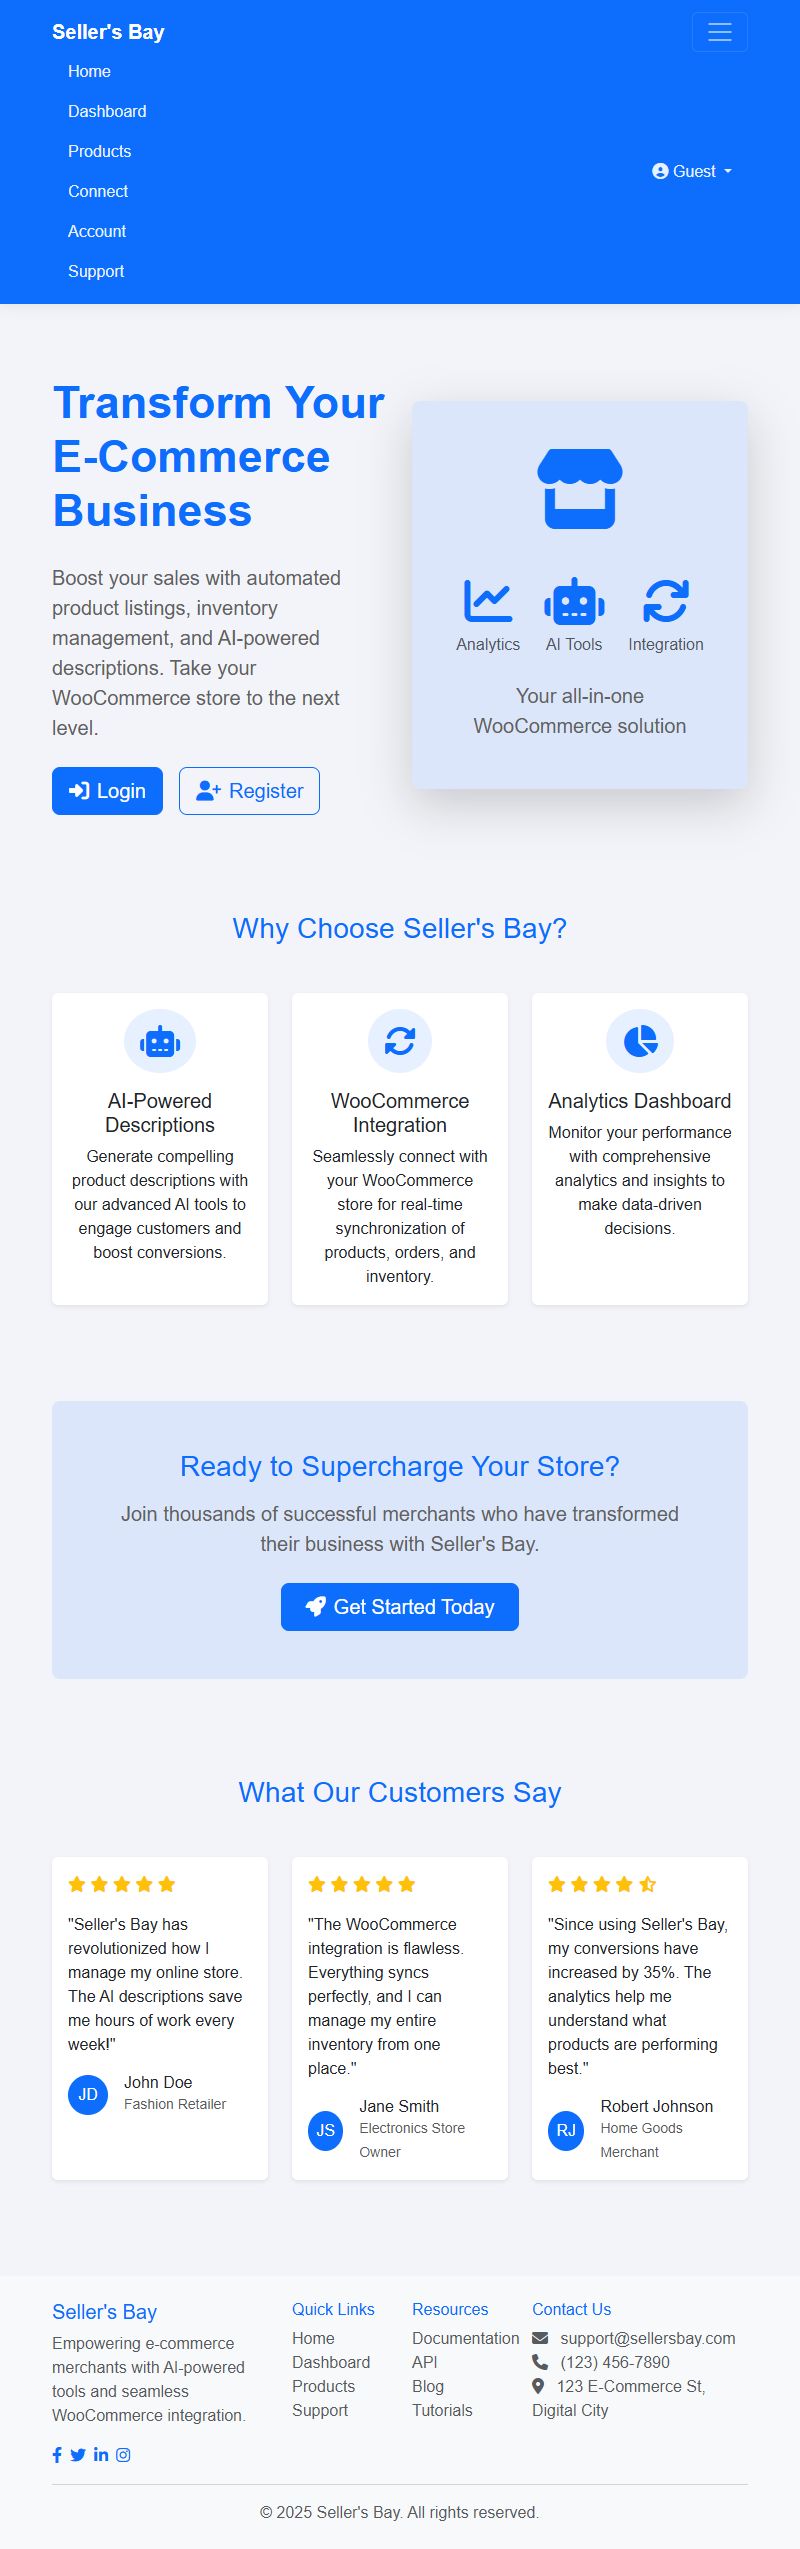 Seller's Bay
Home
Dashboard
Products
Connect
Account
Support
Guest
Transform Your
E-Commerce
Business
Boost your sales with automated
product listings, inventory
management, and AI-powered
descriptions. Take your
WooCommerce store to the next
level.
Login
Register
Analytics
AI Tools
Integration
Your all-in-one
WooCommerce solution
Why Choose Seller's Bay?
AI-Powered
Descriptions
Generate compelling
product descriptions with
our advanced AI tools to
engage customers and
boost conversions.
WooCommerce
Integration
Seamlessly connect with
your WooCommerce
store for real-time
synchronization of
products, orders, and
inventory.
Analytics Dashboard
Monitor your performance
with comprehensive
analytics and insights to
make data-driven
decisions.
Ready to Supercharge Your Store?
Join thousands of successful merchants who have transformed
their business with Seller's Bay.
Get Started Today
What Our Customers Say
"Seller's Bay has
revolutionized how I
manage my online store.
The AI descriptions save
me hours of work every
week!"
JD
John Doe
Fashion Retailer
"The WooCommerce
integration is flawless.
Everything syncs
perfectly, and I can
manage my entire
inventory from one
place."
JS
Jane Smith
Electronics Store
Owner
"Since using Seller's Bay,
my conversions have
increased by 35%. The
analytics help me
understand what
products are performing
best."
RJ
Robert Johnson
Home Goods
Merchant
Seller's Bay
Empowering e-commerce
merchants with AI-powered
tools and seamless
WooCommerce integration.
Quick Links
Home
Dashboard
Products
Support
Resources
Documentation
API
Blog
Tutorials
Contact Us
support@sellersbay.com
(123) 456-7890
123 E-Commerce St,
Digital City
© 2025 Seller's Bay. All rights reserved.